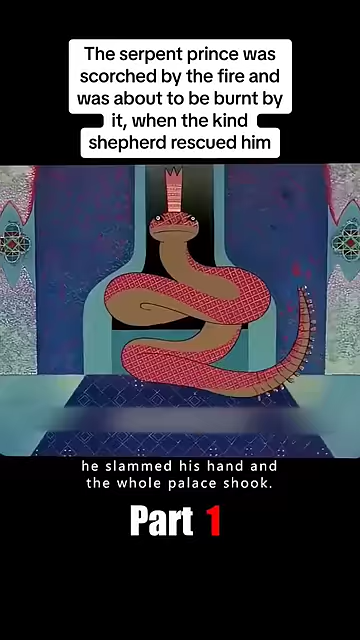 The serpent prince was
scorched by the fire and
was about to be burnt by
it, when the kind
shepherd rescued him
he slammed his hand and
the whole palace shook.
Part 1